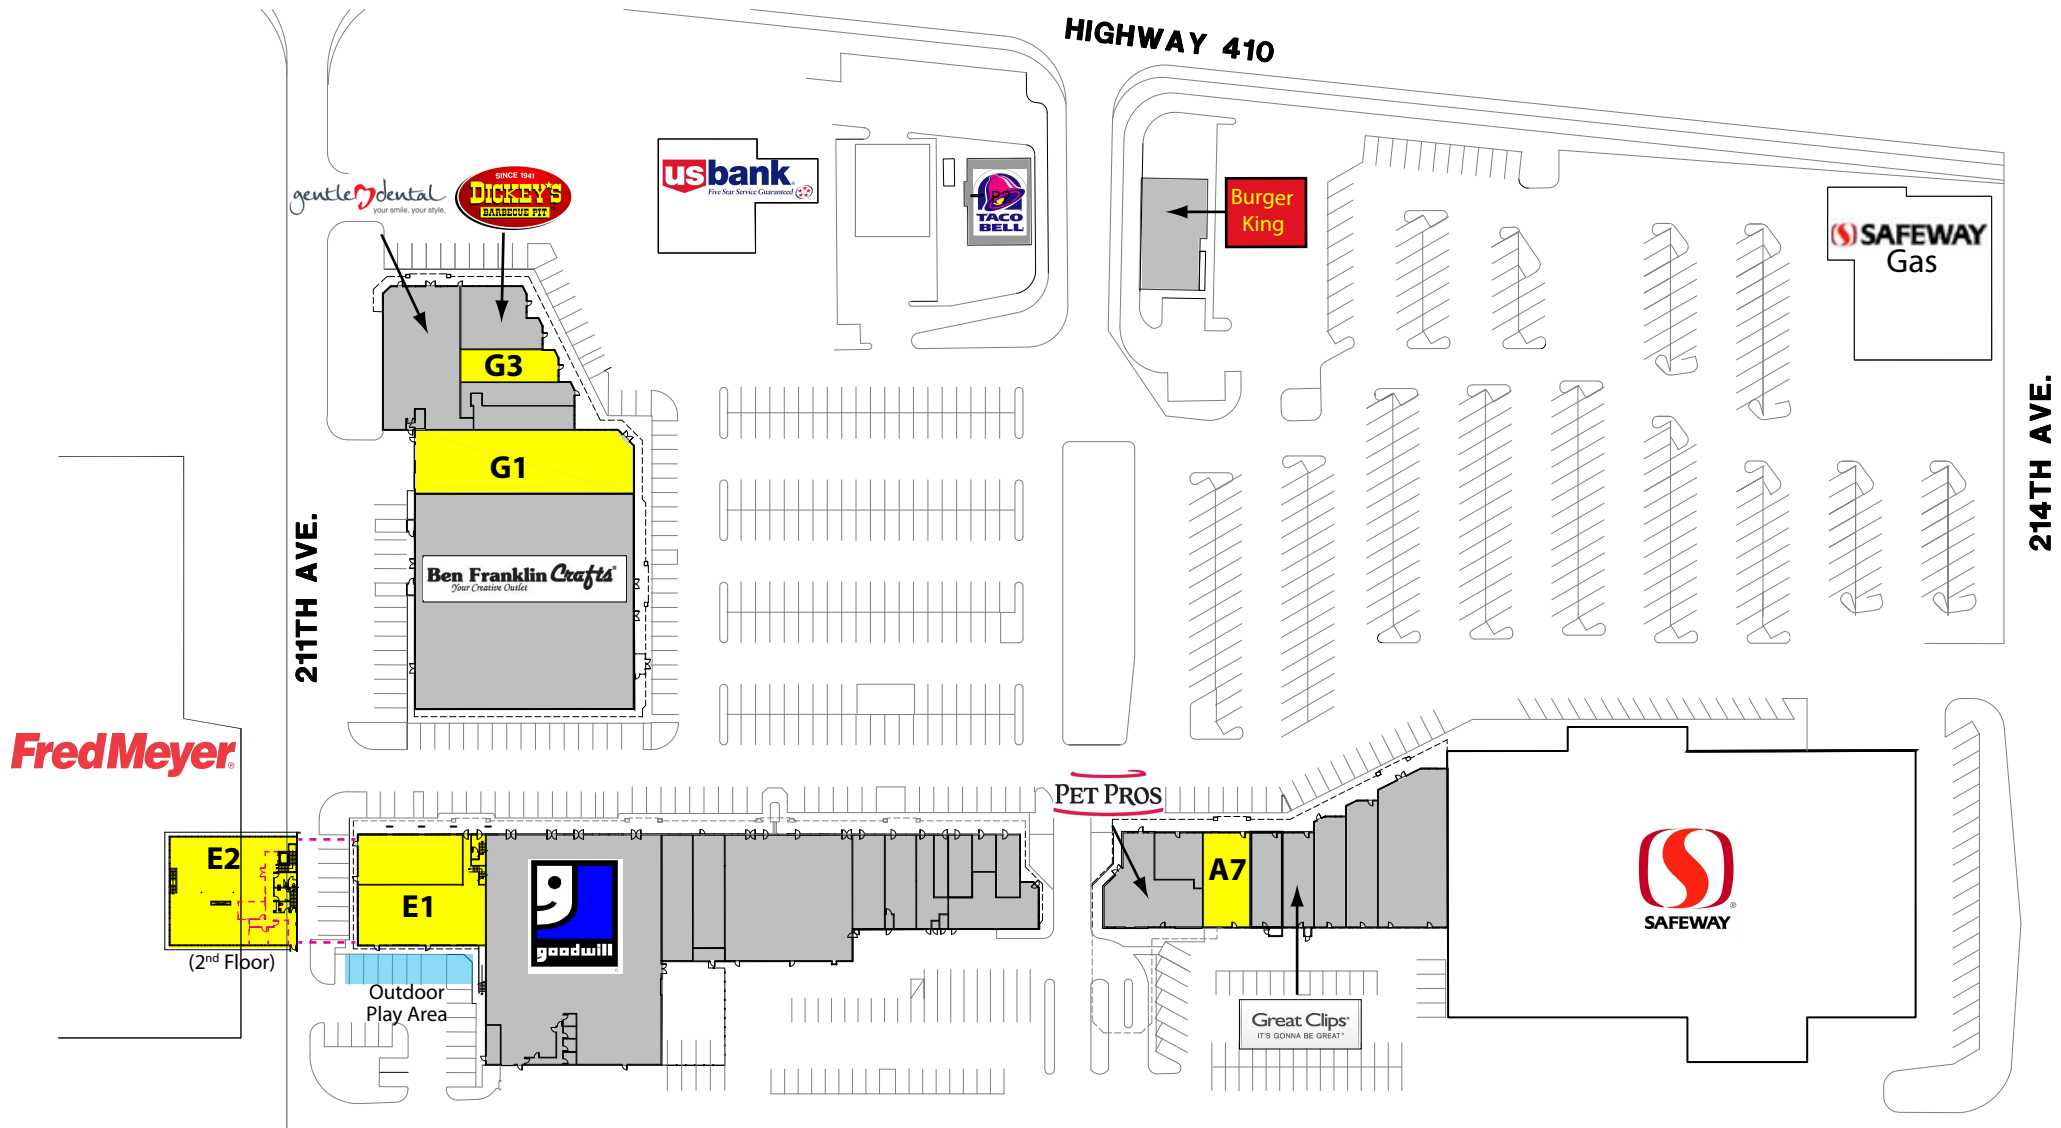 HIGHWAY 410
gentle dental
your smile. your style.
SINCE 1941
DICKEY'S
BARBECUE PIT
usbank
Five Star Service Guaranteed
TACO
BELL
Burger
King
SAFEWAY
Gas
G3
G1
Ben Franklin Crafts®
Your Creative Outlet
211TH AVE.
214TH AVE.
FredMeyer®
PET PROS
E2
(2nd Floor)
E1
Outdoor
Play Area
goodwill
A7
Great Clips®
IT'S GONNA BE GREAT®
SAFEWAY®